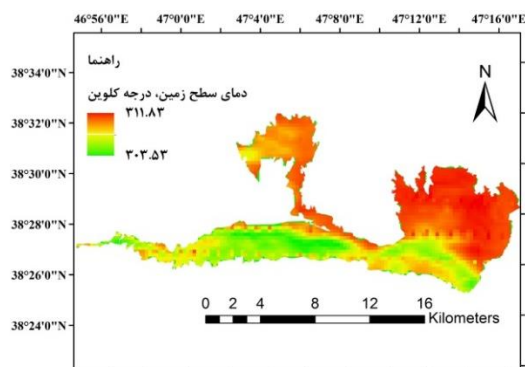 46°56'0"E 47°0'0"E 47°4'0"E 47°8'0"E 47°12'0"E 47°16'0"E
38°34'0"N
38°32'0"N
38°30'0"N
38°28'0"N
38°26'0"N
38°24'0"N
راهنما
دمای سطح زمین، درجه کلوین
۳۱۱.۸۳
۳۰۳.۵۳
N
0 2 4 8 12 16
Kilometers